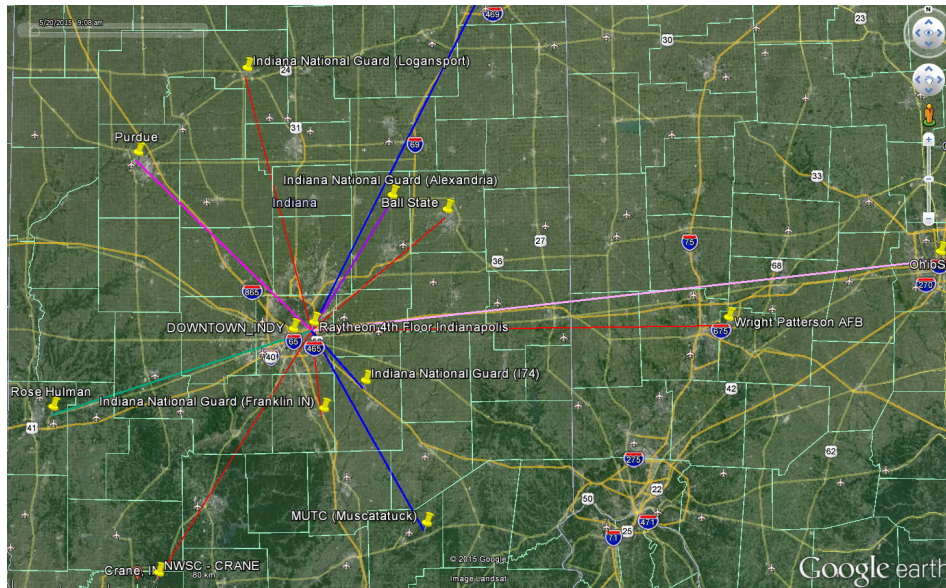 5/20/2015 9:08 am
469
23
N
30
Indiana National Guard (Logansport)
24
31
Purdue
69
33
Indiana National Guard (Alexandria)
Indiana
Ball State
27
75
36
68
OhioS
270
865
DOWNTOWN_INDY
Raytheon 4th Floor Indianapolis
Wright Patterson AFB
675
65
465
40
Indiana National Guard (I74)
42
Rose Hulman
Indiana National Guard (Franklin IN)
41
62
275
22
50
MUTC (Muscatatuck)
471
25
71
© 2015 Google
Crane, IN
NWSC - CRANE
80 km
Image Landsat
Google earth